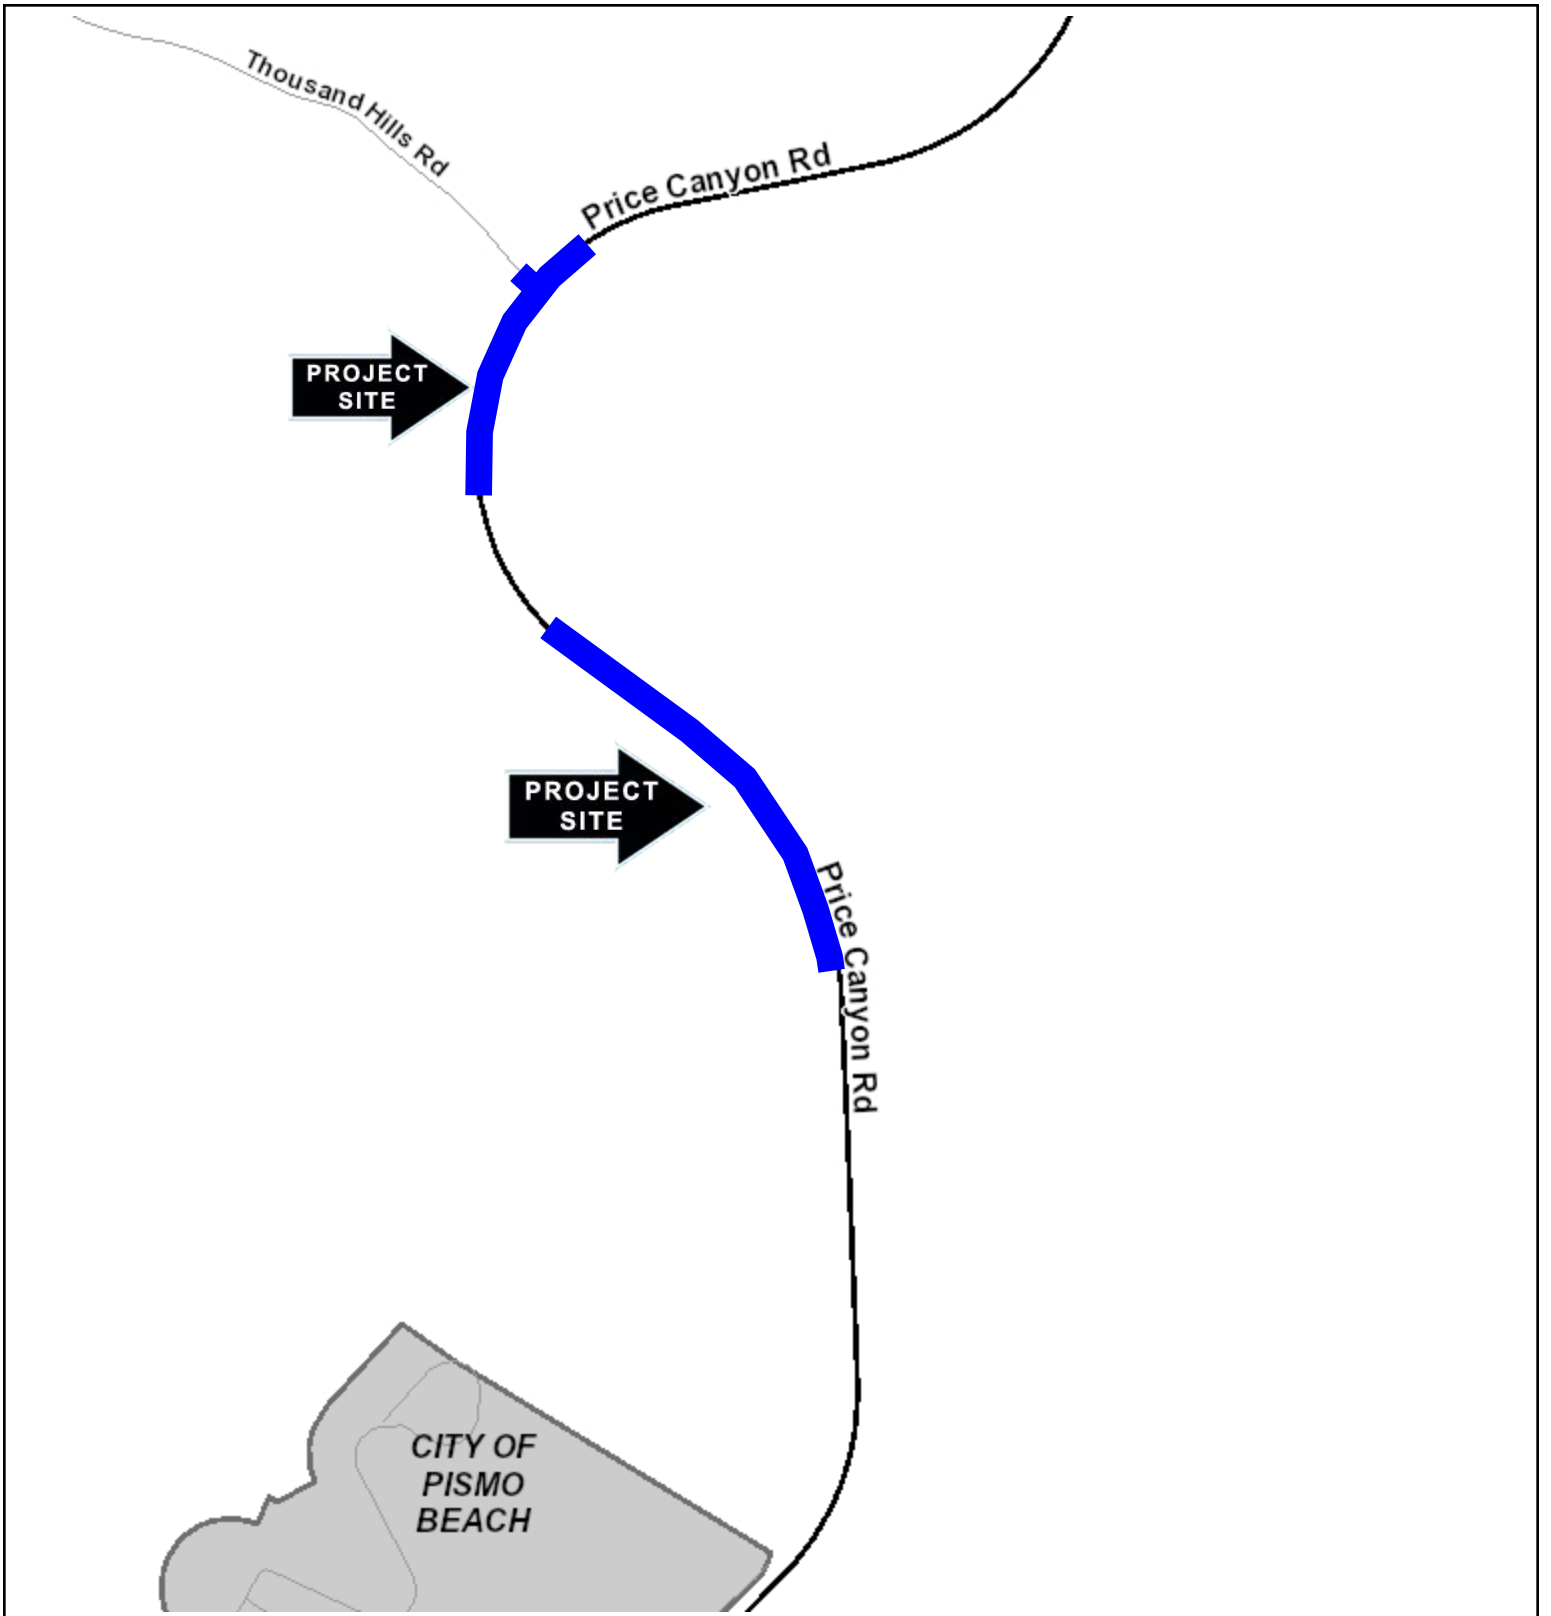 Thousand Hills Rd
Price Canyon Rd
PROJECT
SITE
PROJECT
SITE
Price Canyon Rd
CITY OF
PISMO
BEACH